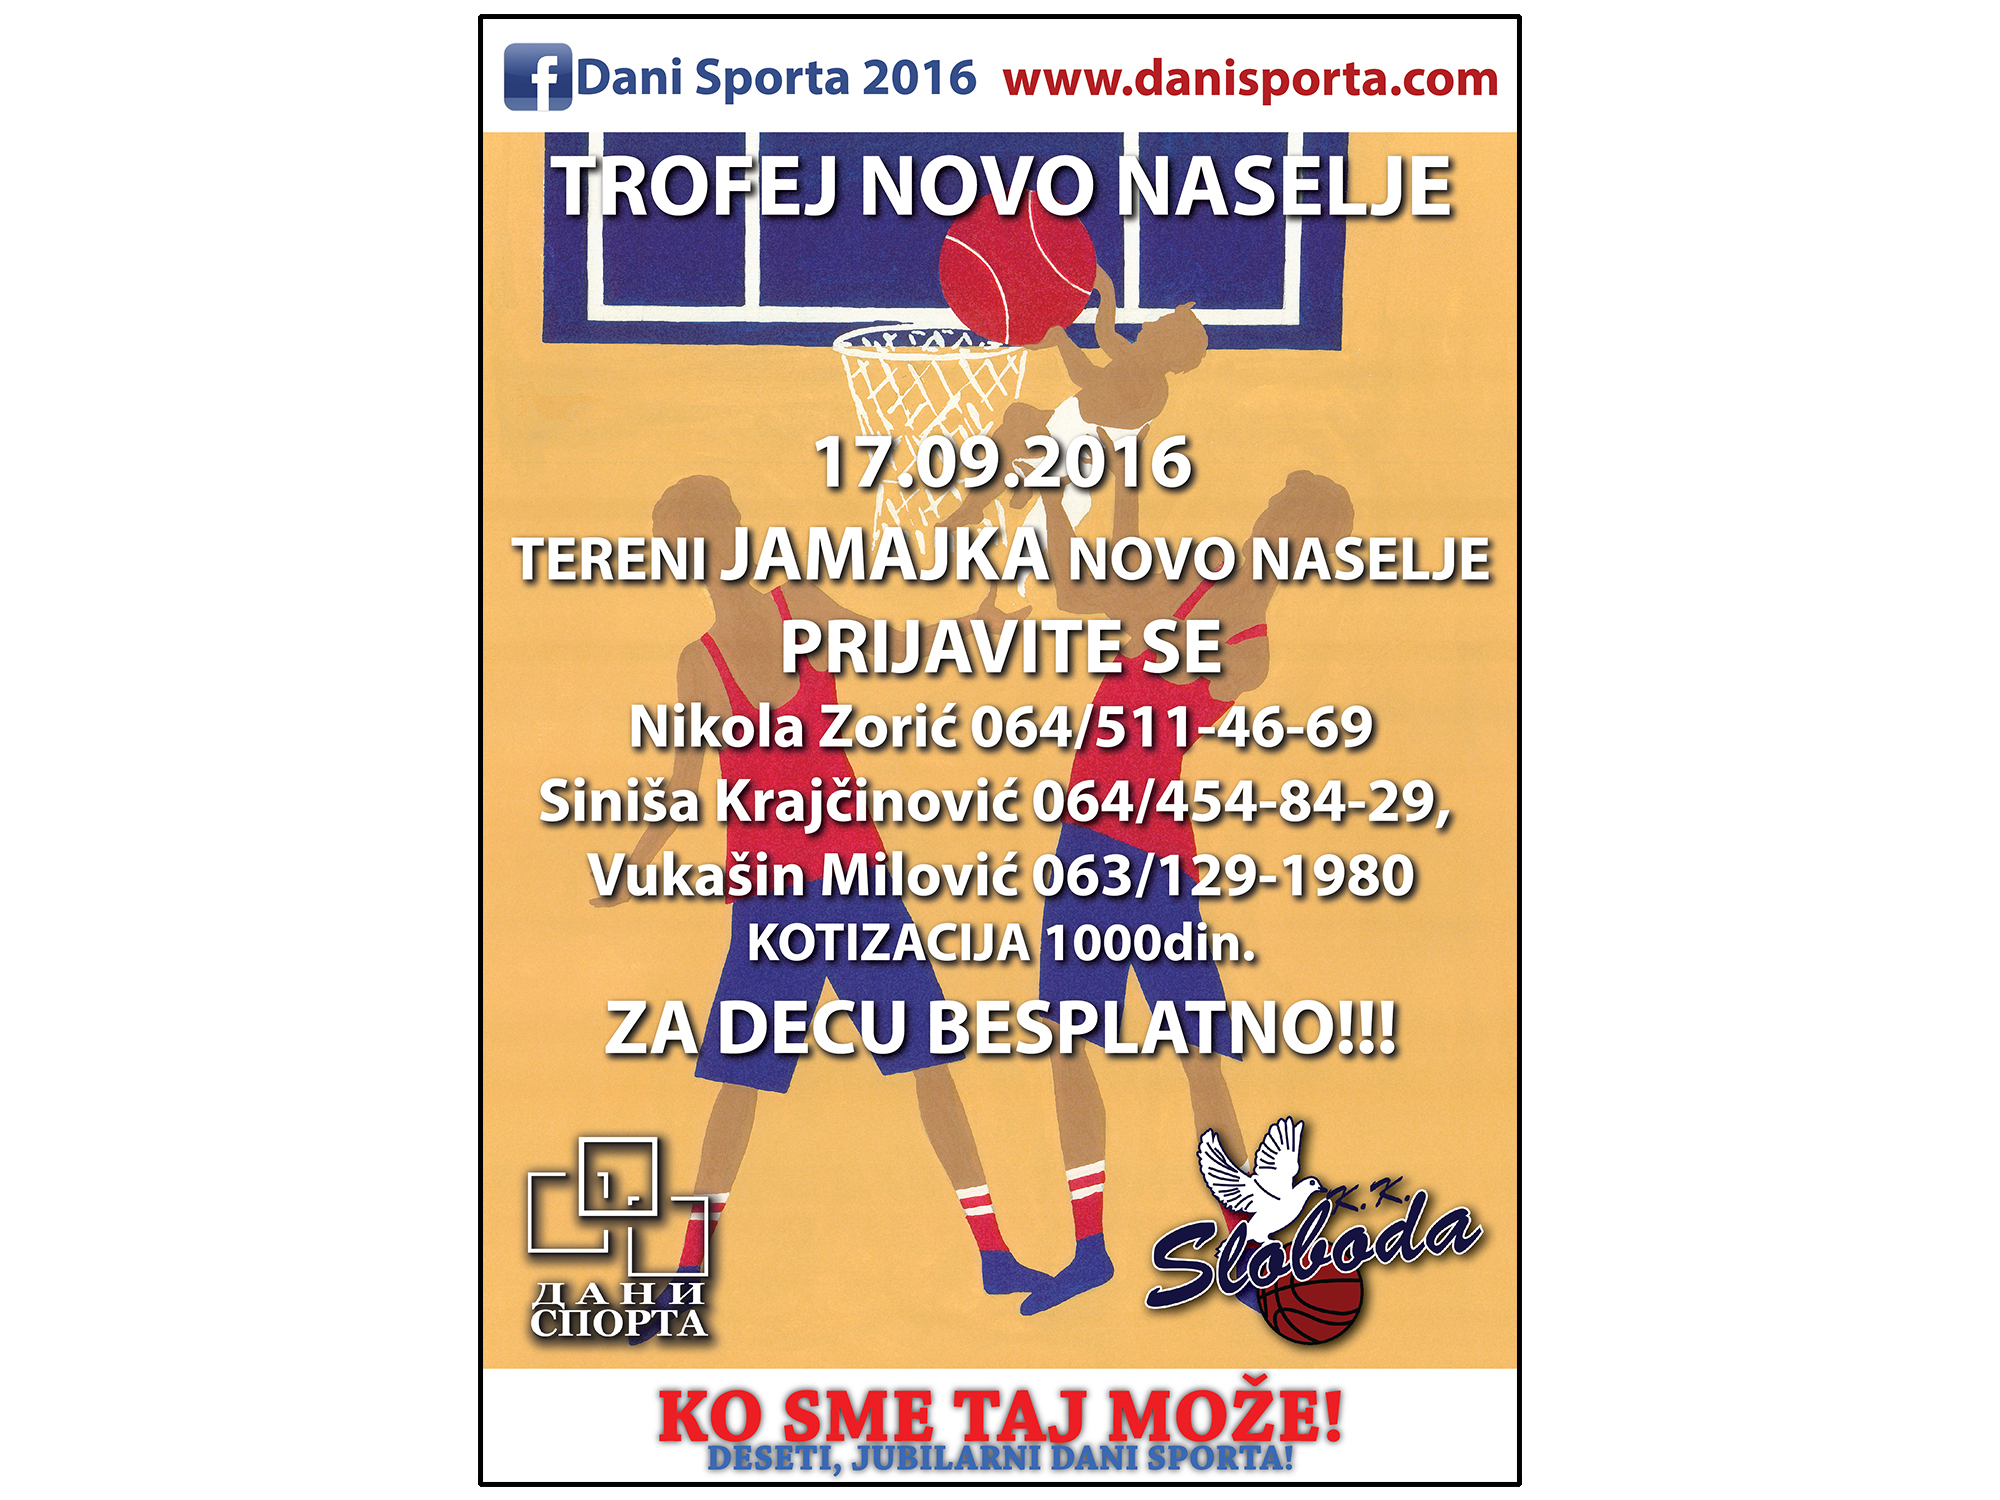 Dani Sporta 2016 www.danisporta.com
TROFEJ NOVO NASELJE
17.09.2016
TERENI JAMAJKA NOVO NASELJE
PRIJAVITE SE
Nikola Zorić 064/511-46-69
Siniša Krajčinović 064/454-84-29,
Vukašin Milović 063/129-1980
KOTIZACIJA 1000din.
ZA DECU BESPLATNO!!!
1.
ДАНИ
СПОРТА
K.K.
Sloboda
KO SME TAJ MOŽE!
DESETI, JUBILARNI DANI SPORTA!